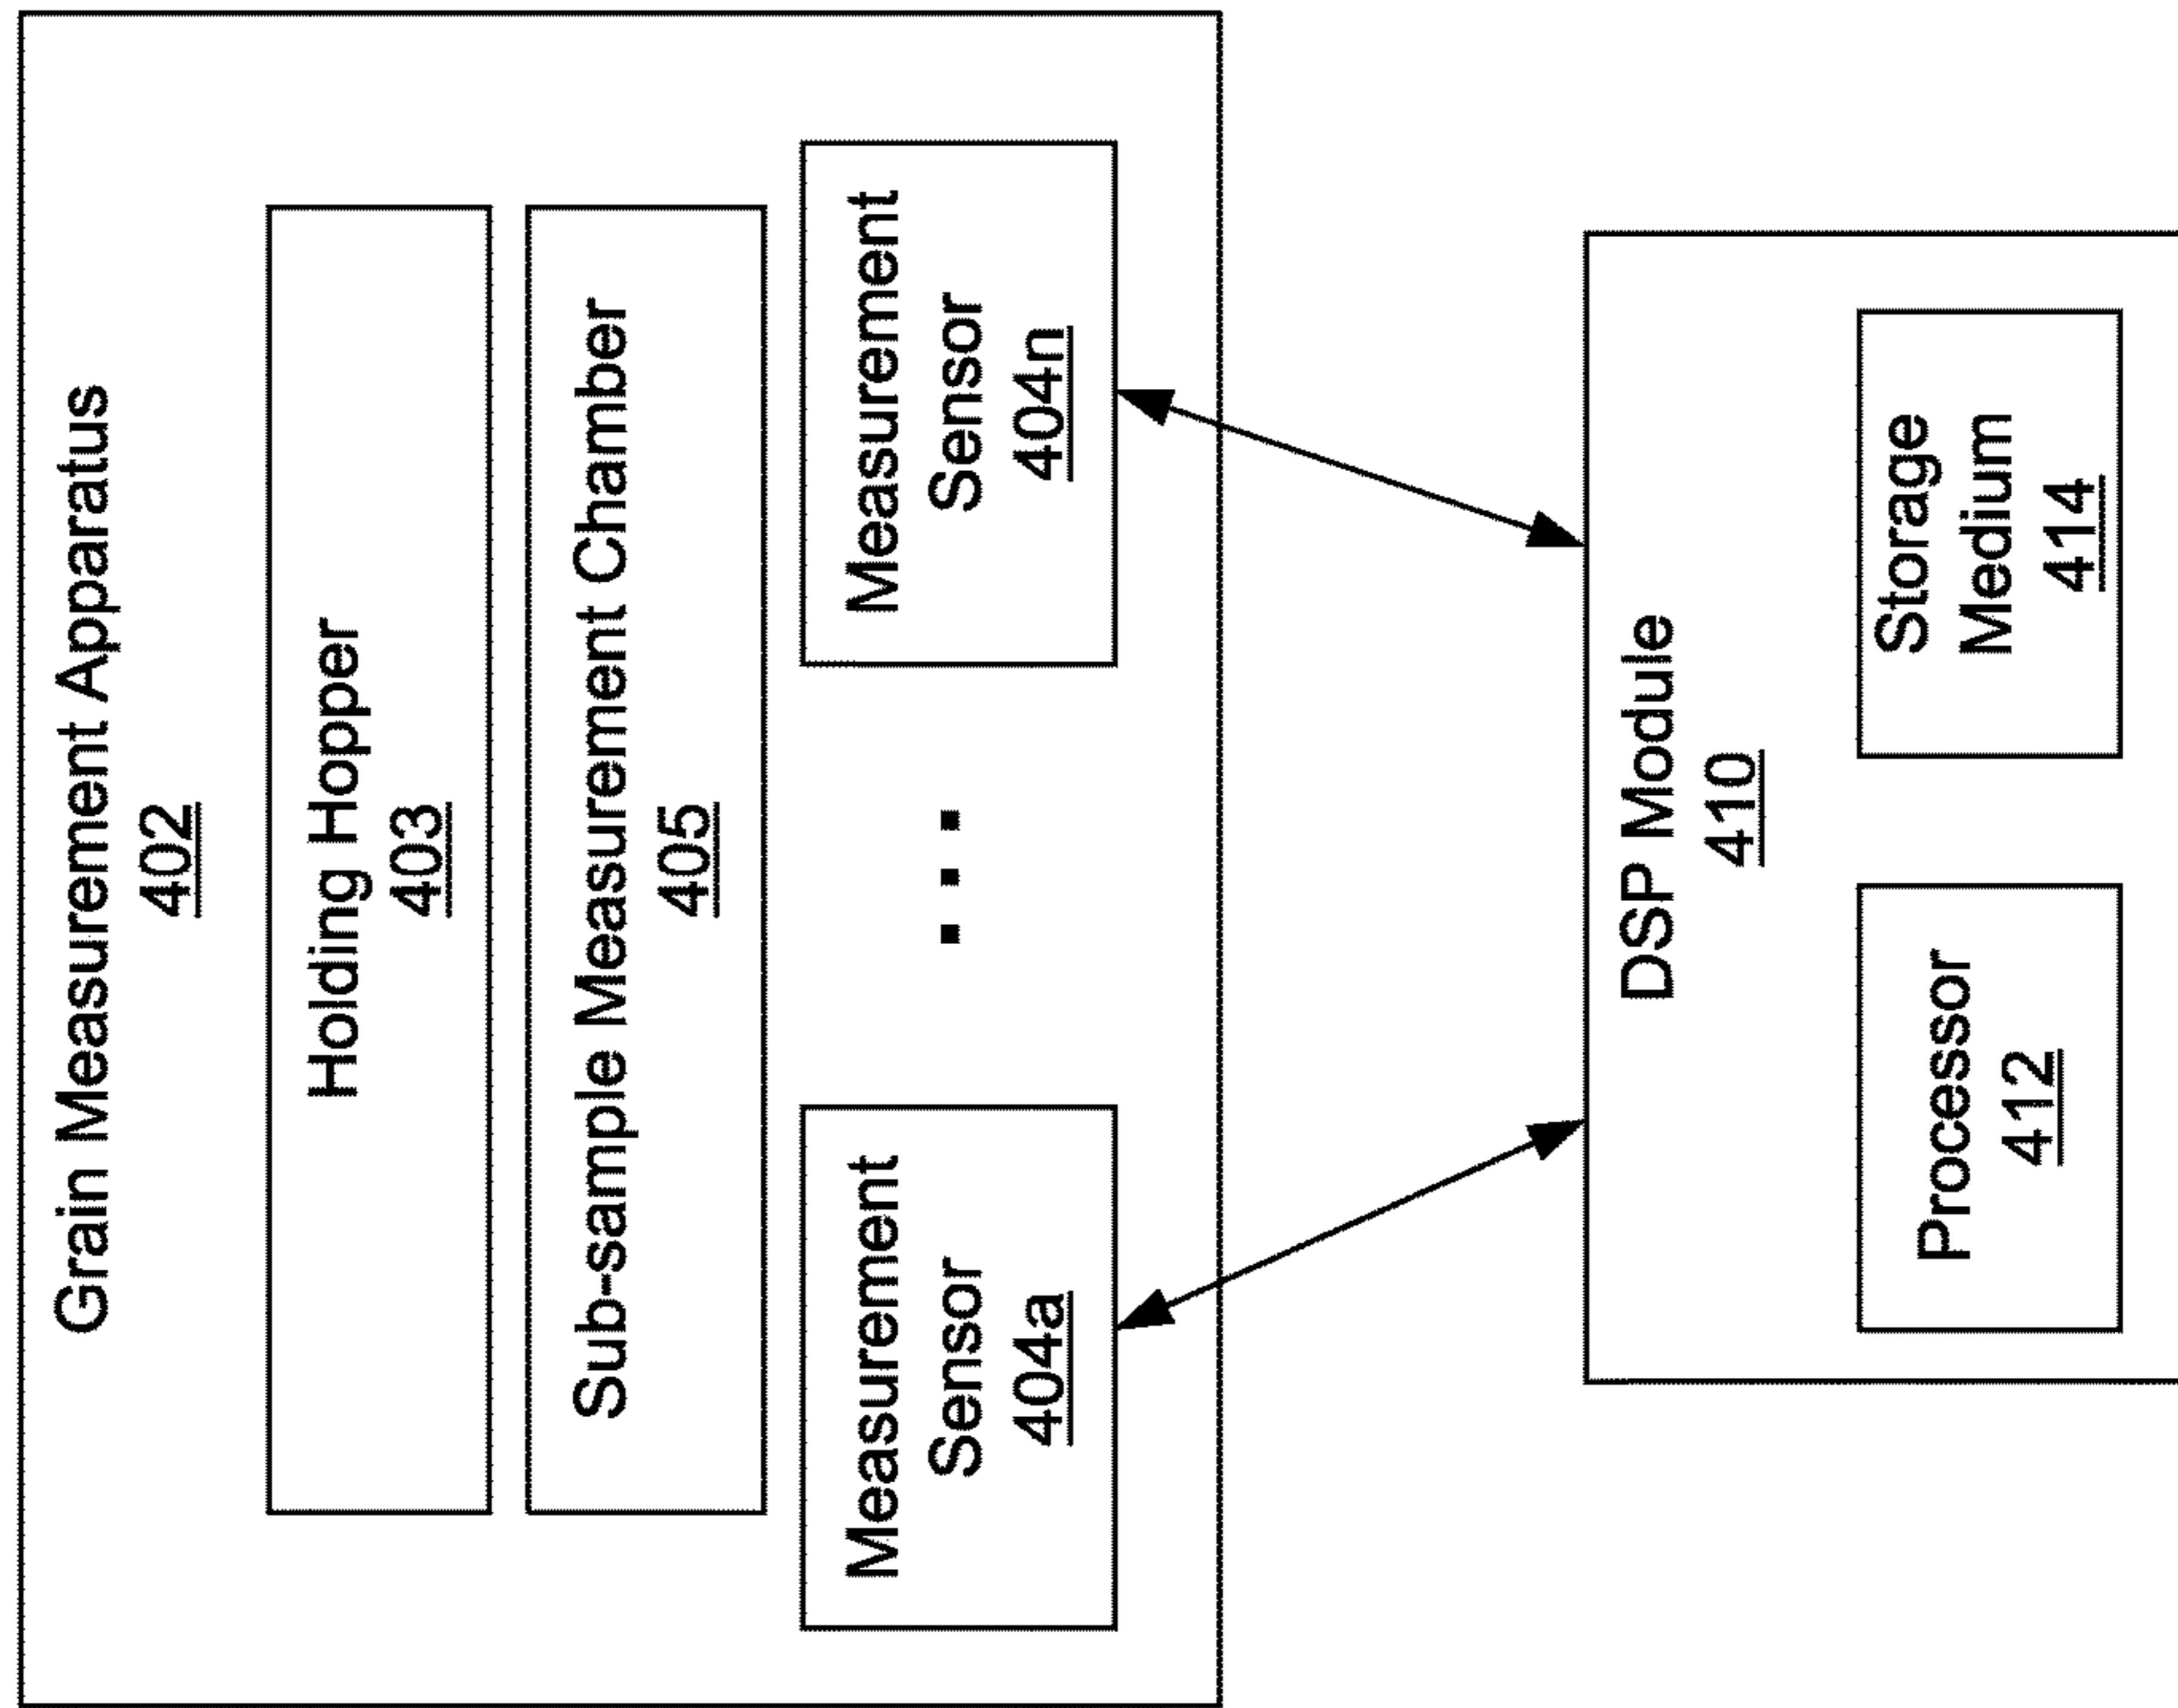 Grain Measurement Apparatus
402
Holding Hopper
403
Sub-sample Measurement Chamber
405
Measurement
Sensor
404a
Measurement
Sensor
404n
DSP Module
410
Processor
412
Storage
Medium
414